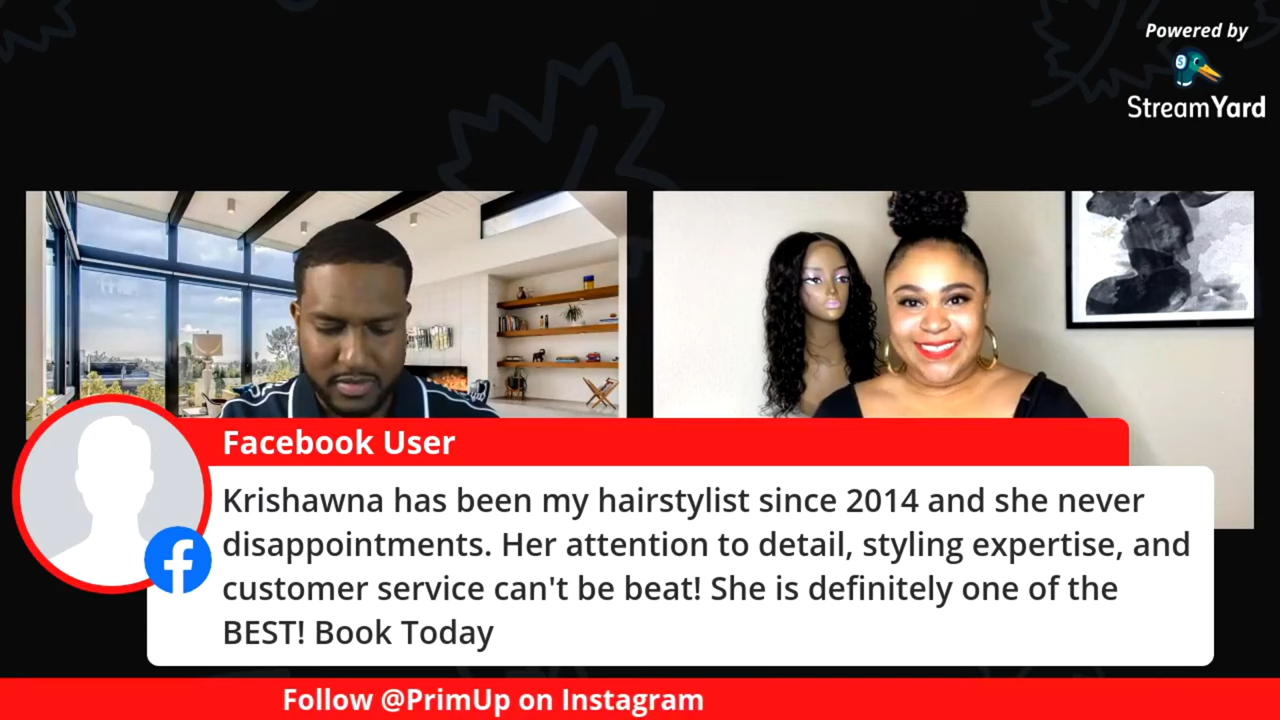 Powered by
StreamYard
Facebook User
Krishawna has been my hairstylist since 2014 and she never
disappointments. Her attention to detail, styling expertise, and
customer service can't be beat! She is definitely one of the
BEST! Book Today
Follow @PrimUp on Instagram